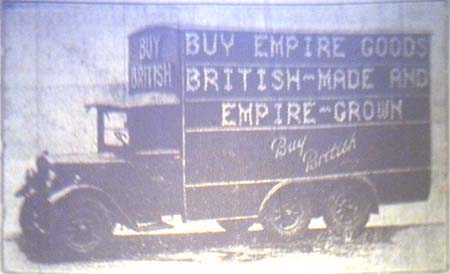 BUY
BRITISH
BUY EMPIRE GOODS
BRITISH-MADE AND
EMPIRE-GROWN
Buy
British